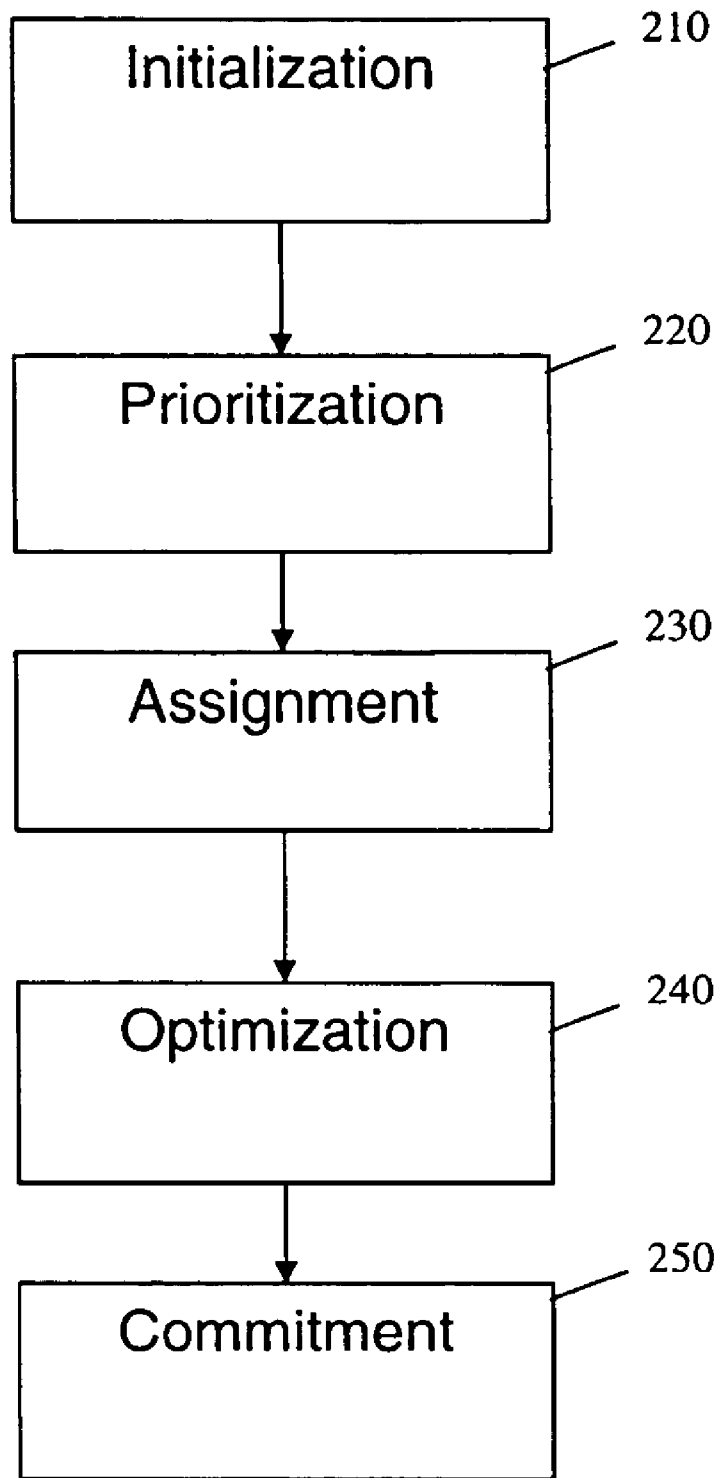 210
Initialization
220
Prioritization
230
Assignment
240
Optimization
250
Commitment